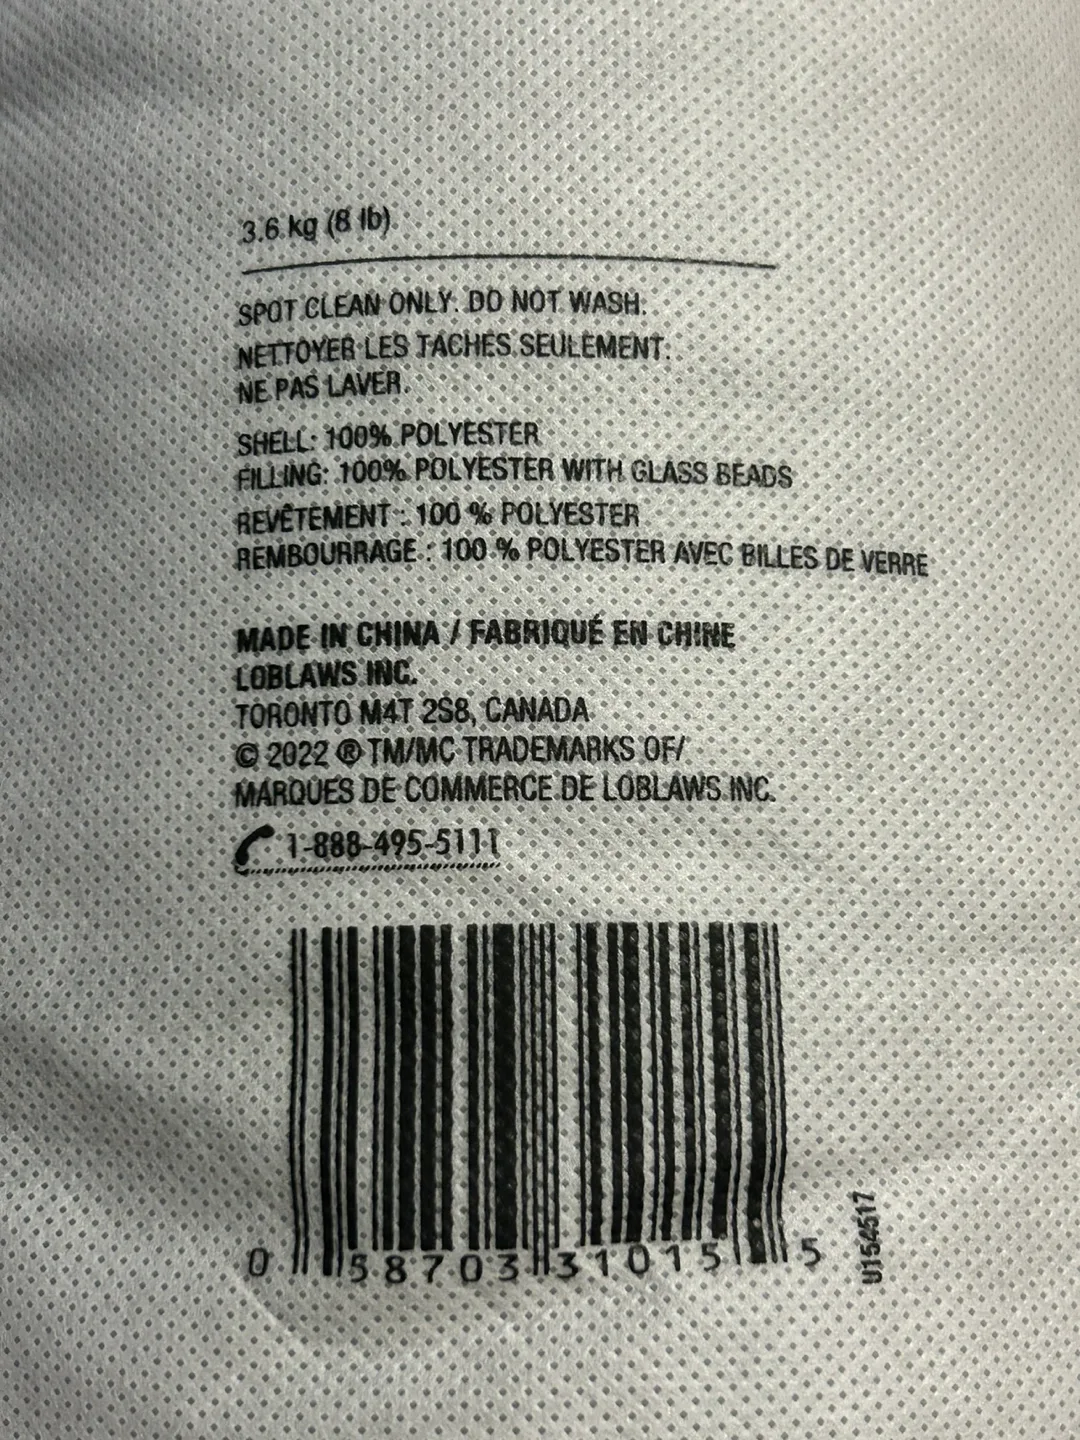 3.6 kg (8 lb)
SPOT CLEAN ONLY. DO NOT WASH.
NETTOYER LES TACHES SEULEMENT.
NE PAS LAVER.
SHELL: 100% POLYESTER
FILLING: 100% POLYESTER WITH GLASS BEADS
REVÊTEMENT : 100 % POLYESTER
REMBOURRAGE : 100 % POLYESTER AVEC BILLES DE VERRE
MADE IN CHINA / FABRIQUÉ EN CHINE
LOBLAWS INC.
TORONTO M4T 2S8, CANADA
© 2022 ® TM/MC TRADEMARKS OF/
MARQUES DE COMMERCE DE LOBLAWS INC.
1-888-495-5111
0 58703 31015 5
U154517